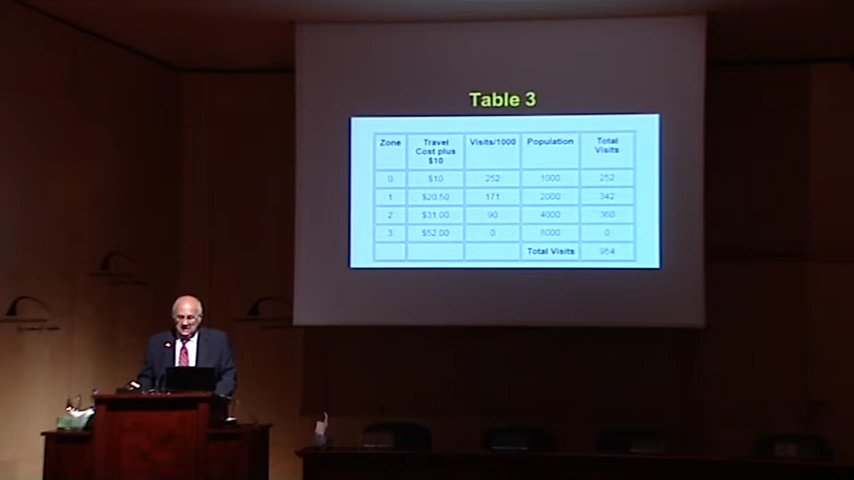 Table 3
Zone Travel Cost plus $10 Visits/1000 Population Total Visits
0 $10 252 1000 252
1 $20.50 171 2000 342
2 $31.00 90 4000 360
3 $52.00 0 8000 0
Total Visits 954